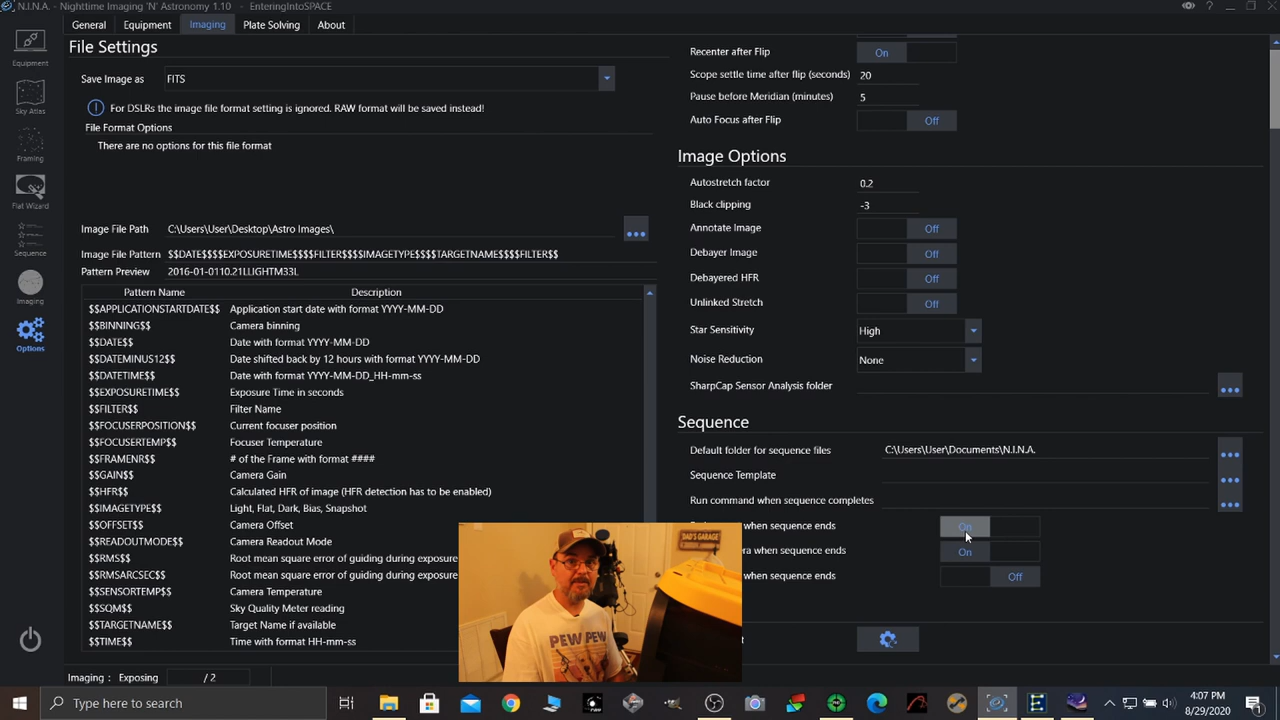 N.I.N.A. - Nighttime Imaging 'N' Astronomy 1.10 - EnteringIntoSPACE
General
Equipment
Imaging
Plate Solving
About
Equipment
Sky Atlas
Framing
Flat Wizard
Sequence
Imaging
Options
File Settings
Save Image as FITS
For DSLRs the image file format setting is ignored. RAW format will be saved instead!
File Format Options
There are no options for this file format
Image File Path C:\Users\User\Desktop\Astro Images\
Image File Pattern $$DATE$$$$EXPOSURETIME$$$$FILTER$$$$IMAGETYPE$$$$TARGETNAME$$$$FILTER$$
Pattern Preview 2016-01-0110.21LLIGHTM33L
Pattern Name Description
$$APPLICATIONSTARTDATE$$ Application start date with format YYYY-MM-DD
$$BINNING$$ Camera binning
$$DATE$$ Date with format YYYY-MM-DD
$$DATEMINUS12$$ Date shifted back by 12 hours with format YYYY-MM-DD
$$DATETIME$$ Date with format YYYY-MM-DD_HH-mm-ss
$$EXPOSURETIME$$ Exposure Time in seconds
$$FILTER$$ Filter Name
$$FOCUSERPOSITION$$ Current focuser position
$$FOCUSERTEMP$$ Focuser Temperature
$$FRAMENR$$ # of the Frame with format ####
$$GAIN$$ Camera Gain
$$HFR$$ Calculated HFR of image (HFR detection has to be enabled)
$$IMAGETYPE$$ Light, Flat, Dark, Bias, Snapshot
$$OFFSET$$ Camera Offset
$$READOUTMODE$$ Camera Readout Mode
$$RMS$$ Root mean square error of guiding during exposure
$$RMSARCSEC$$ Root mean square error of guiding during exposure
$$SENSORTEMP$$ Camera Temperature
$$SQM$$ Sky Quality Meter reading
$$TARGETNAME$$ Target Name if available
$$TIME$$ Time with format HH-mm-ss
Recenter after Flip On
Scope settle time after flip (seconds) 20
Pause before Meridian (minutes) 5
Auto Focus after Flip Off
Image Options
Autostretch factor 0.2
Black clipping -3
Annotate Image Off
Debayer Image Off
Debayered HFR Off
Unlinked Stretch Off
Star Sensitivity High
Noise Reduction None
SharpCap Sensor Analysis folder
Sequence
Default folder for sequence files C:\Users\User\Documents\N.I.N.A.
Sequence Template
Run command when sequence completes
when sequence ends On
when sequence ends On
when sequence ends Off
DAD'S GARAGE
PEW PEW
Imaging : Exposing / 2
Type here to search
4:07 PM
8/29/2020